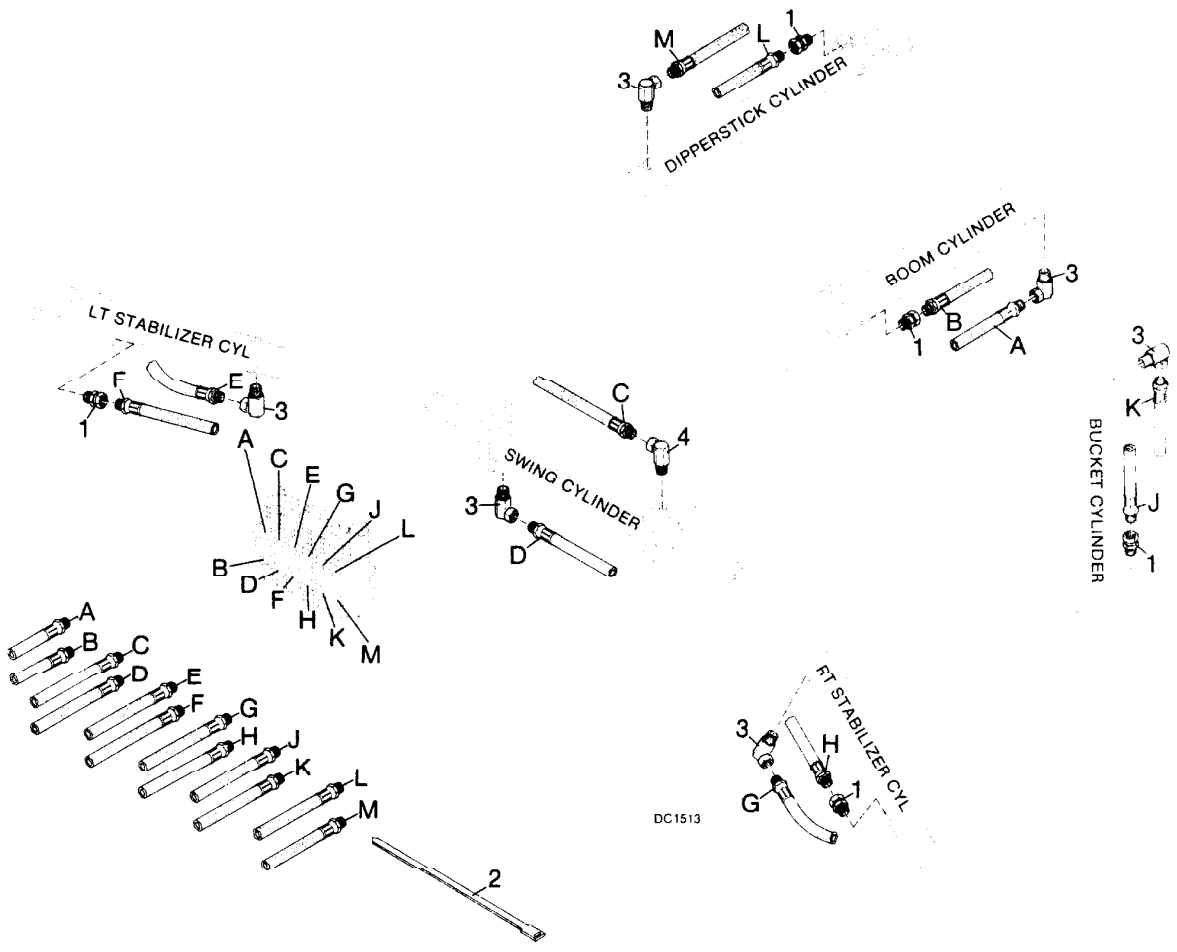 1
M
L
3
DIPPERSTICK CYLINDER
BOOM CYLINDER
3
B
1
A
3
K
BUCKET CYLINDER
J
1
LT STABILIZER CYL
F
E
1
3
C
4
SWING CYLINDER
3
D
A
C
E
G
J
L
B
D
F
H
K
M
A
B
C
D
E
F
G
H
J
K
L
M
2
RT STABILIZER CYL
3
H
G
1
DC1513